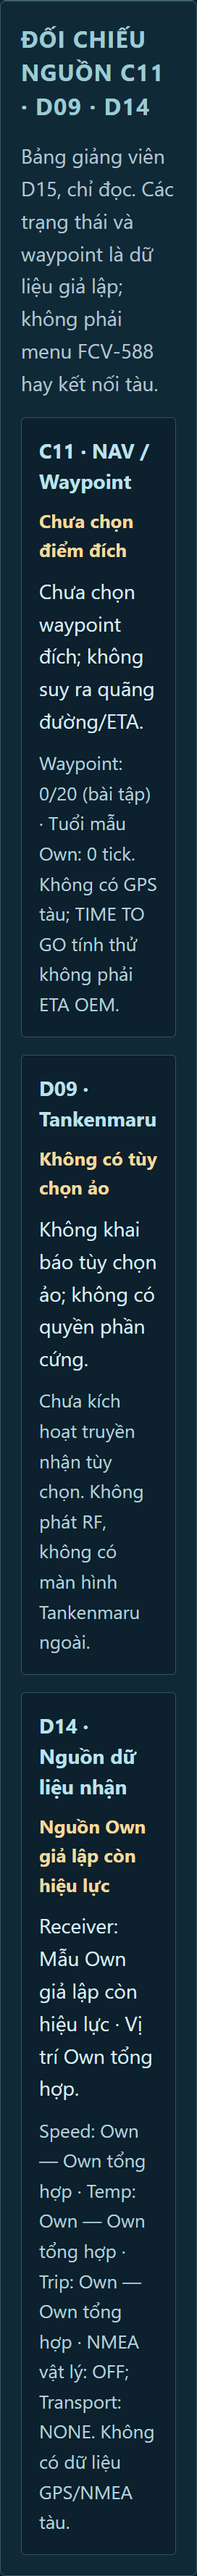 ĐỐI CHIẾU
NGUỒN C11
· D09 · D14
Bảng giảng viên
D15, chỉ đọc. Các
trạng thái và
waypoint là dữ
liệu giả lập;
không phải
menu FCV-588
hay kết nối tàu.
C11 · NAV /
Waypoint
Chưa chọn
điểm đích
Chưa chọn
waypoint
đích; không
suy ra quãng
đường/ETA.
Waypoint:
0/20 (bài tập)
· Tuổi mẫu
Own: 0 tick.
Không có GPS
tàu; TIME TO
GO tính thử
không phải
ETA OEM.
D09 ·
Tankenmaru
Không có tùy
chọn ảo
Không khai
báo tùy chọn
ảo; không có
quyền phần
cứng.
Chưa kích
hoạt truyền
nhận tùy
chọn. Không
phát RF,
không có
màn hình
Tankenmaru
ngoài.
D14 ·
Nguồn dữ
liệu nhận
Nguồn Own
giả lập còn
hiệu lực
Receiver:
Mẫu Own
giả lập còn
hiệu lực · Vị
trí Own tổng
hợp.
Speed: Own
— Own tổng
hợp · Temp:
Own — Own
tổng hợp ·
Trip: Own —
Own tổng
hợp · NMEA
vật lý: OFF;
Transport:
NONE. Không
có dữ liệu
GPS/NMEA
tàu.